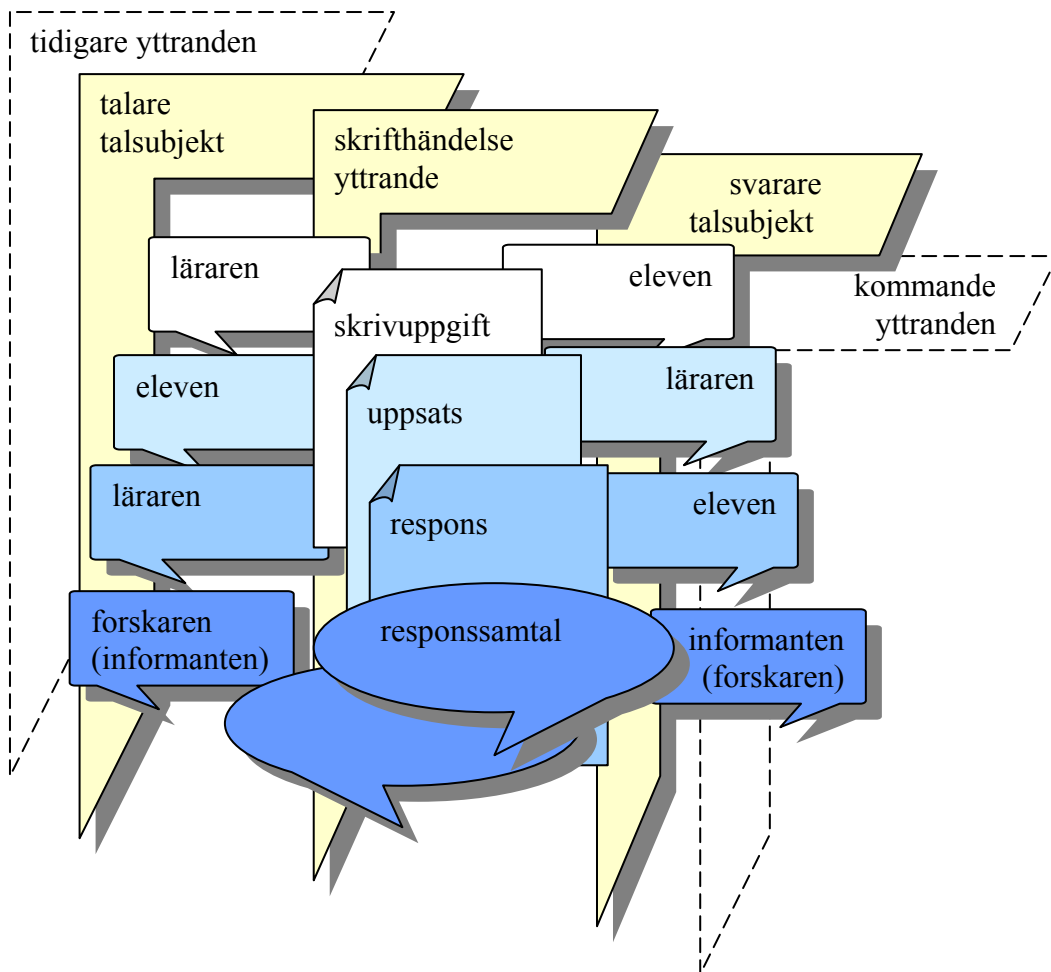 tidigare yttranden
talare
talsubjekt
skrifthändelse
yttrande
svarare
talsubjekt
kommande
yttranden
läraren
skrivuppgift
eleven
eleven
uppsats
läraren
läraren
respons
eleven
forskaren
(informanten)
responssamtal
informanten
(forskaren)